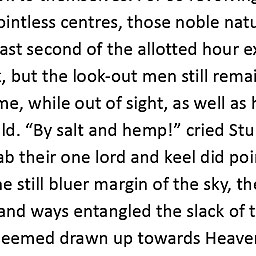 ointless centres, those noble natu
ast second of the allotted hour ex
, but the look-out men still remai
me, while out of sight, as well as h
ld. “By salt and hemp!” cried Stu
ab their one lord and keel did poi
e still bluer margin of the sky, the
and ways entangled the slack of t
eemed drawn up towards Heaven